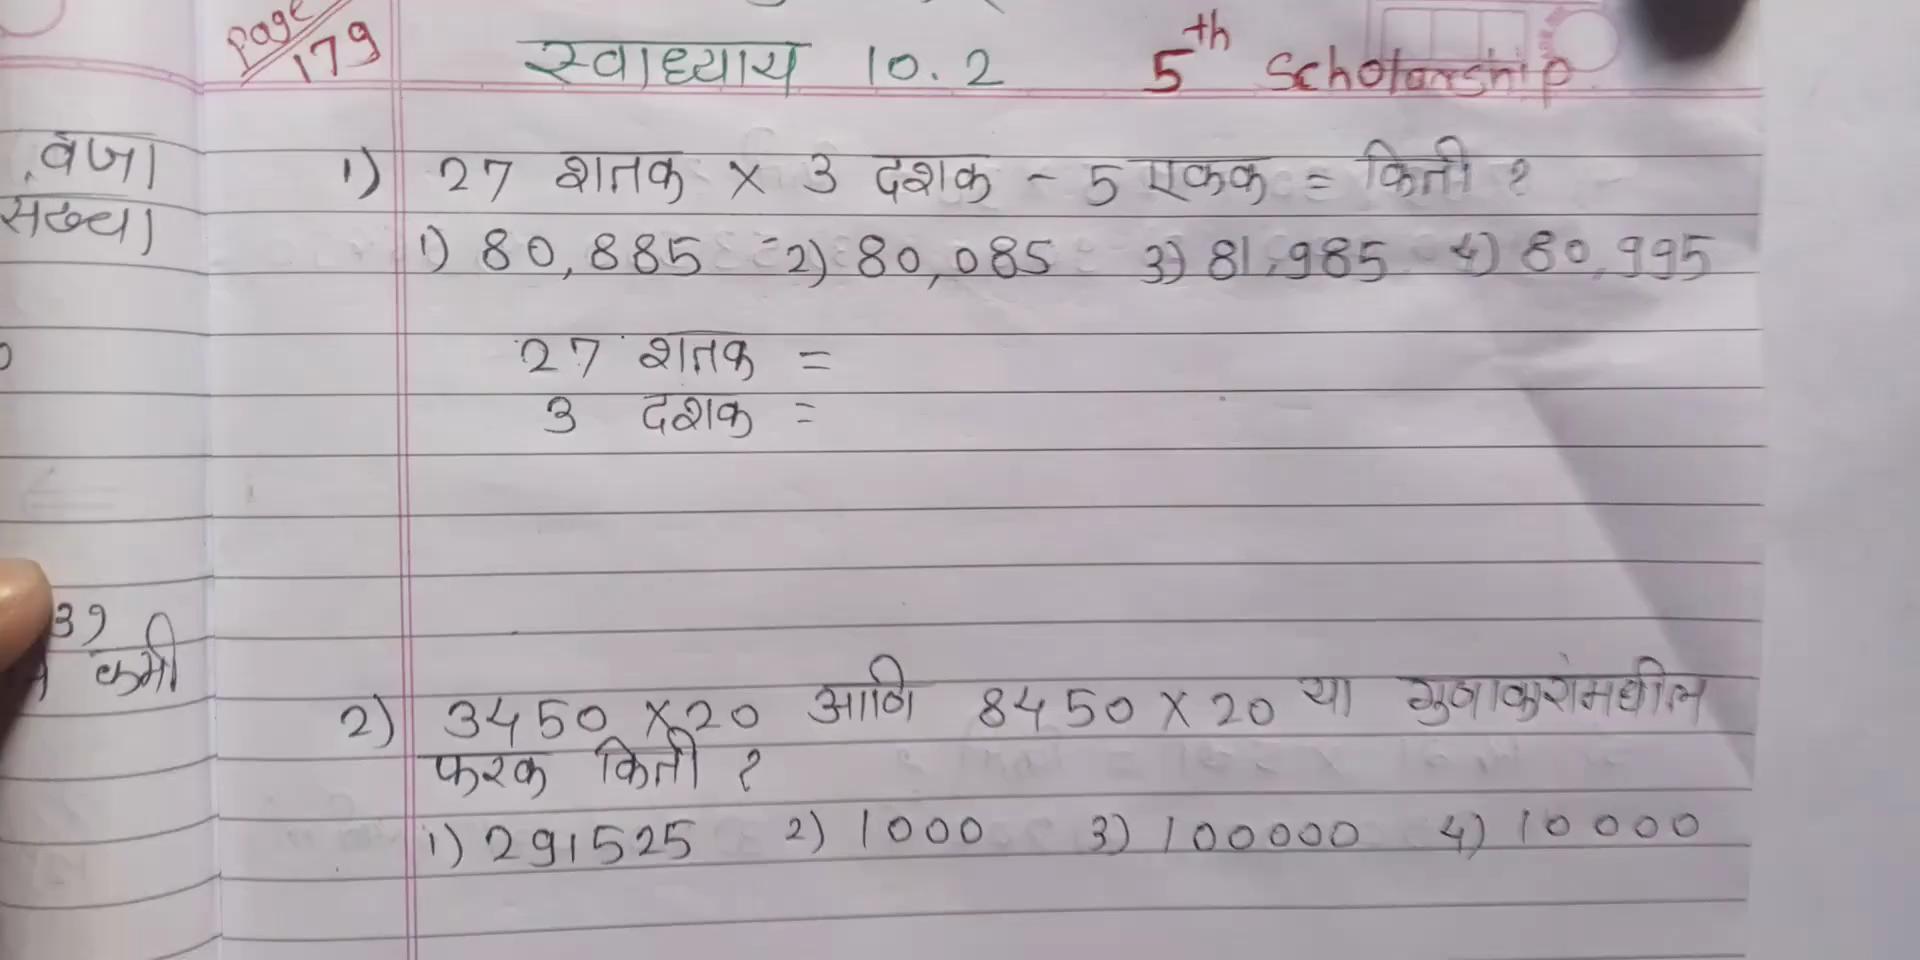 Page 179
स्वाध्याय 10.2 5th Scholarship
वजा
संख्या
1) 27 शतक × 3 दशक - 5 एकक = किती ?
1) 80,885 2) 80,085 3) 81,985 4) 80,995
27 शतक =
3 दशक =
39
कमी
2) 3450 × 20 आणि 8450 × 20 या गुणाकारांमधील
फरक किती ?
1) 291525 2) 1000 3) 100000 4) 10000